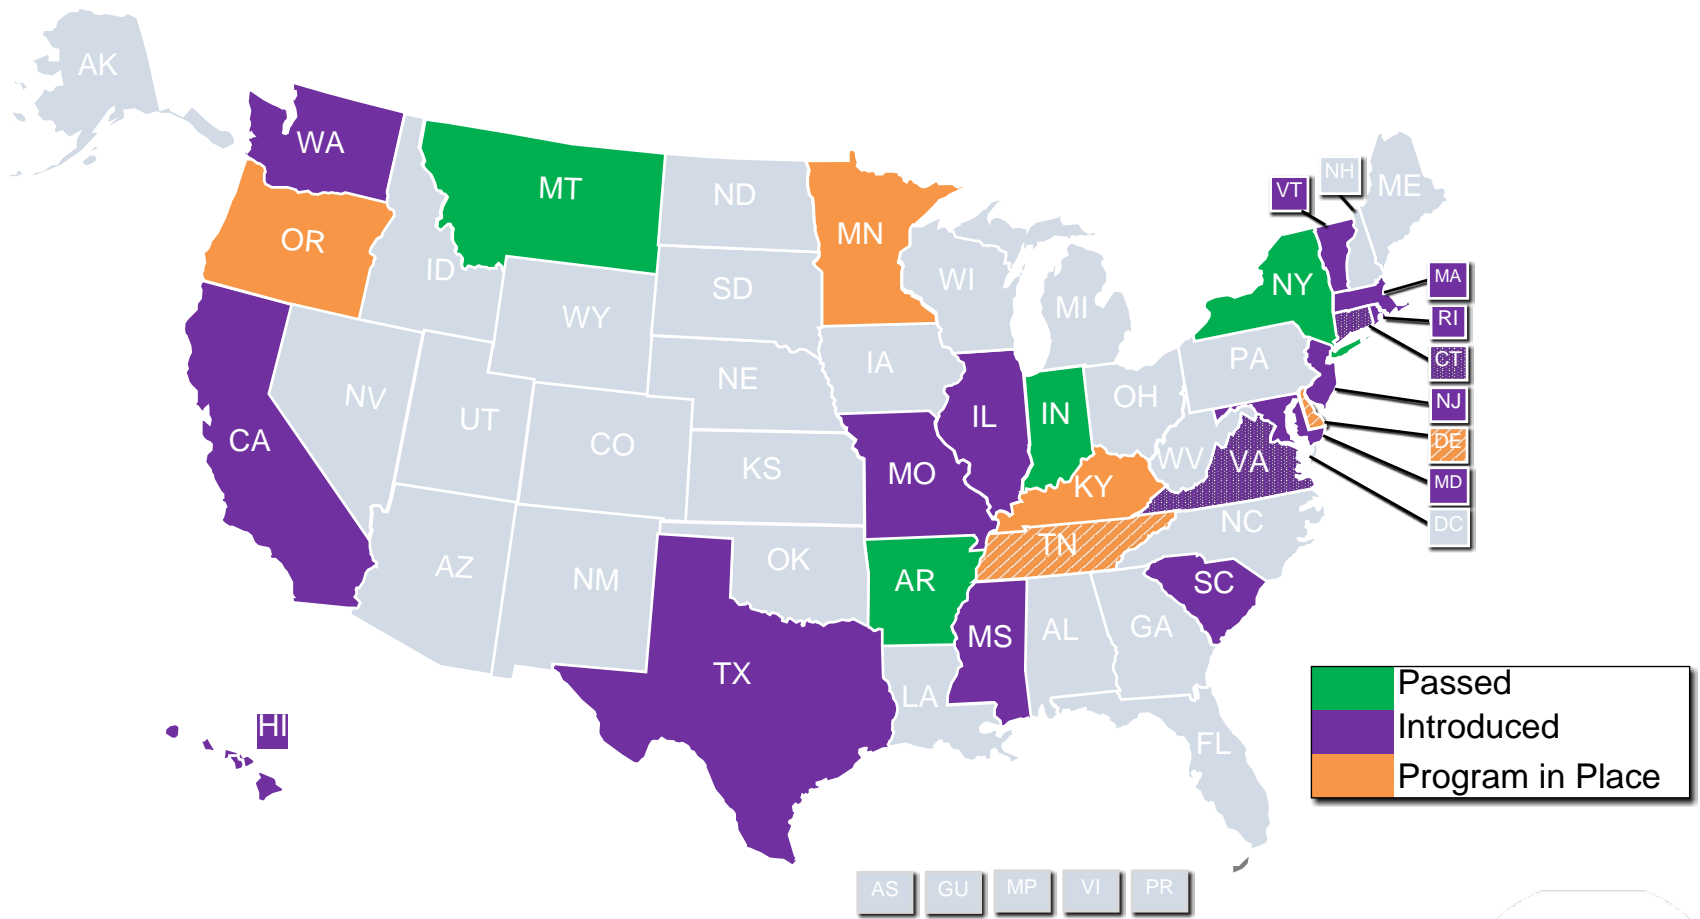 AK
WA
MT
ND
MN
VT
NH
ME
OR
ID
SD
WI
MI
NY
MA
WY
RI
IA
PA
CT
NV
UT
NE
OH
NJ
CA
CO
IL
IN
DE
KS
MO
WV
VA
MD
KY
DC
NC
AZ
NM
OK
TN
AR
SC
MS
AL
GA
TX
LA
HI
FL
Passed
Introduced
Program in Place
AS
GU
MP
VI
PR